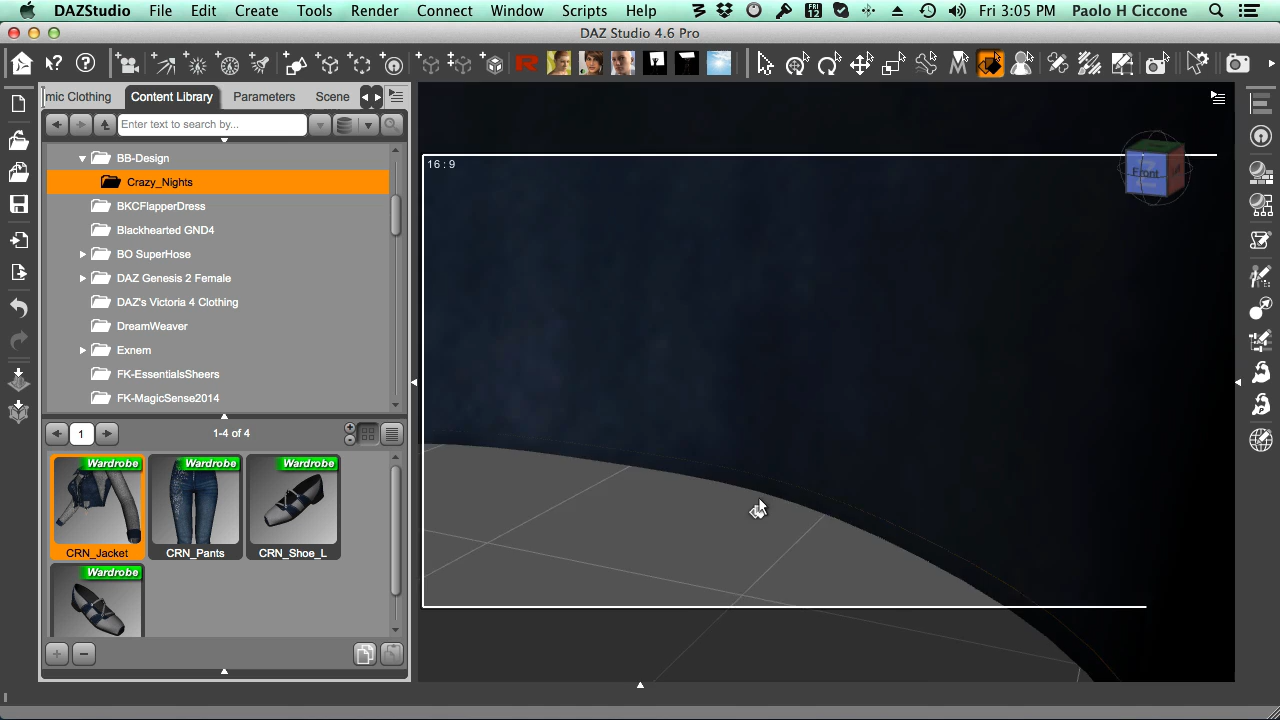 DAZStudio File Edit Create Tools Render Connect Window Scripts Help FRI 12 Fri 3:05 PM Paolo H Ciccone
DAZ Studio 4.6 Pro
mic Clothing Content Library Parameters Scene
Enter text to search by...
BB-Design
Crazy_Nights
BKCFlapperDress
Blackhearted GND4
BO SuperHose
DAZ Genesis 2 Female
DAZ's Victoria 4 Clothing
DreamWeaver
Exnem
FK-EssentialsSheers
FK-MagicSense2014
16 : 9
Front
1 1-4 of 4
Wardrobe Wardrobe Wardrobe
CRN_Jacket CRN_Pants CRN_Shoe_L
Wardrobe